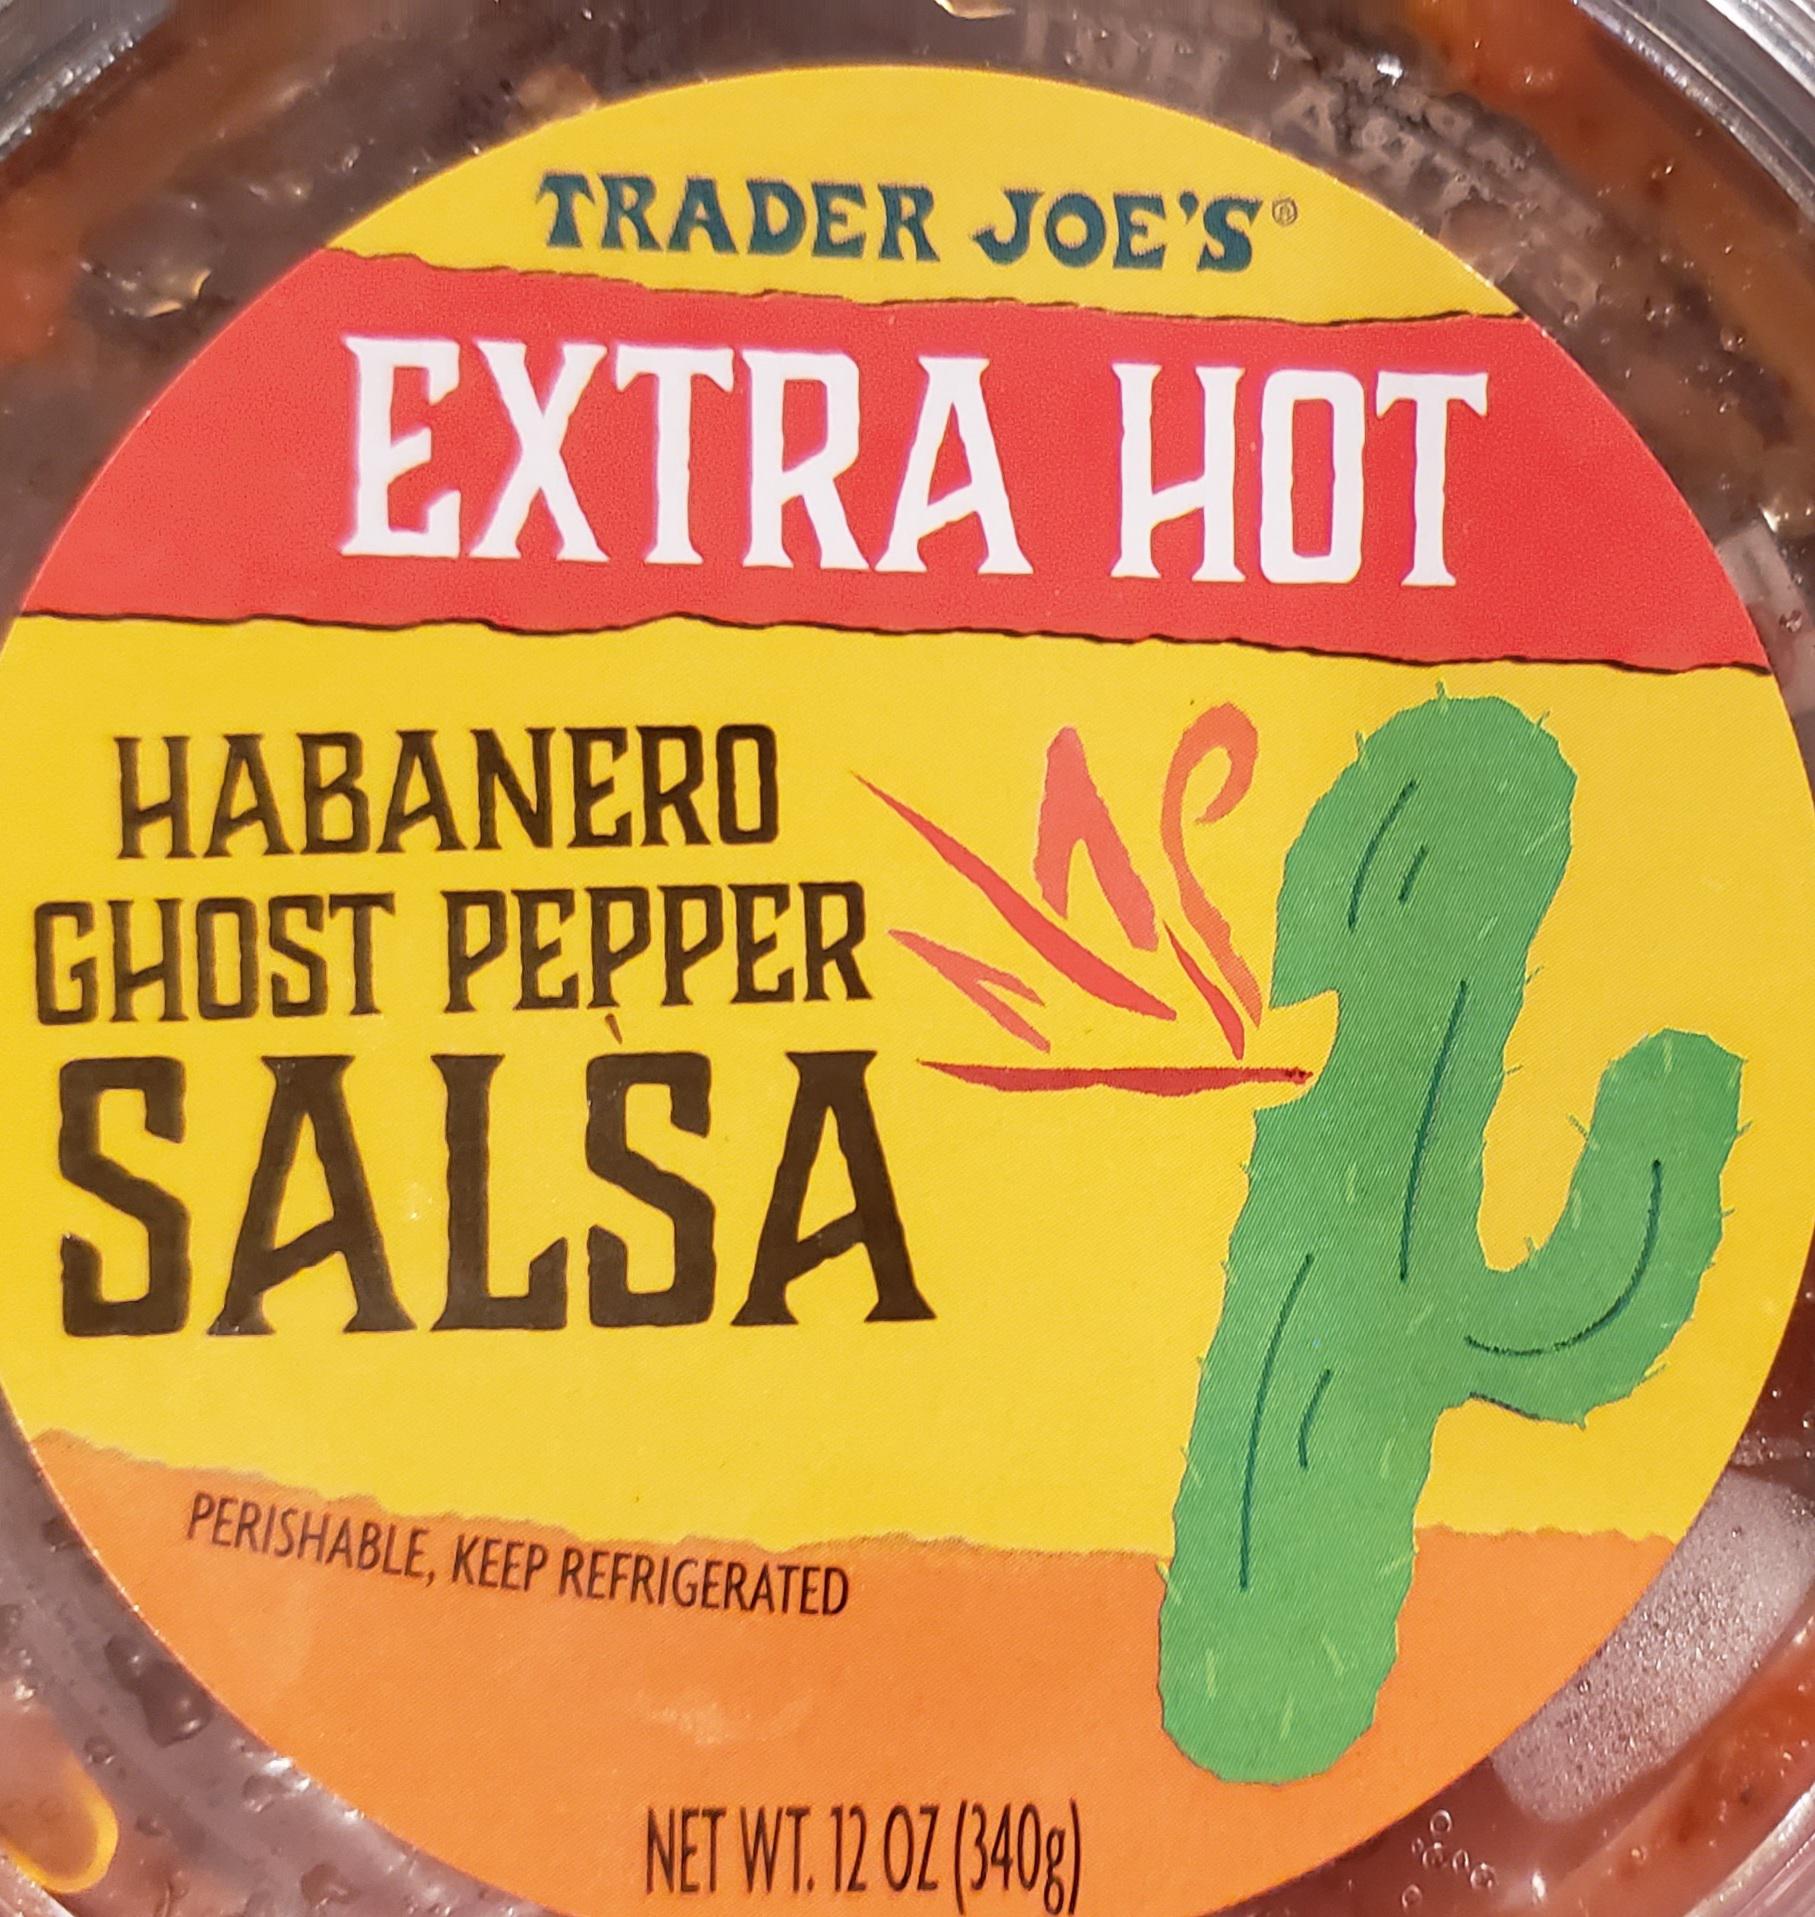 TRADER JOE'S®
EXTRA HOT
HABANERO
GHOST PEPPER
SALSA
PERISHABLE, KEEP REFRIGERATED
NET WT. 12 OZ (340g)